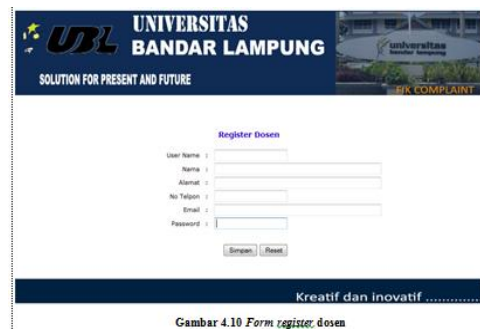 UBL
UNIVERSITAS
BANDAR LAMPUNG
universitas
bandar lampung
SOLUTION FOR PRESENT AND FUTURE
FIK COMPLAINT
Register Dosen
User Name :
Nama :
Alamat :
No Telpon :
Email :
Password :
Simpan Reset
Kreatif dan inovatif ..............
Gambar 4.10 Form register dosen